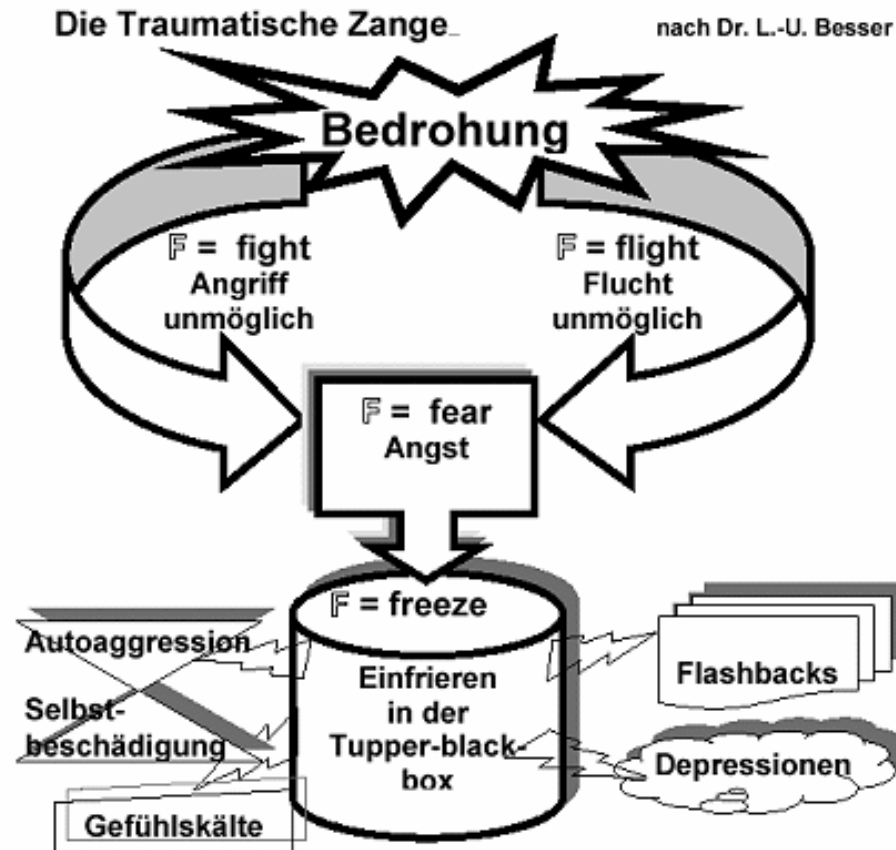 Die Traumatische Zange
nach Dr. L.-U. Besser
Bedrohung
F = fight
Angriff
unmöglich
F = flight
Flucht
unmöglich
F = fear
Angst
F = freeze
Einfrieren
in der
Tupper-black-
box
Autoaggression
Selbst-
beschädigung
Gefühlskälte
Flashbacks
Depressionen